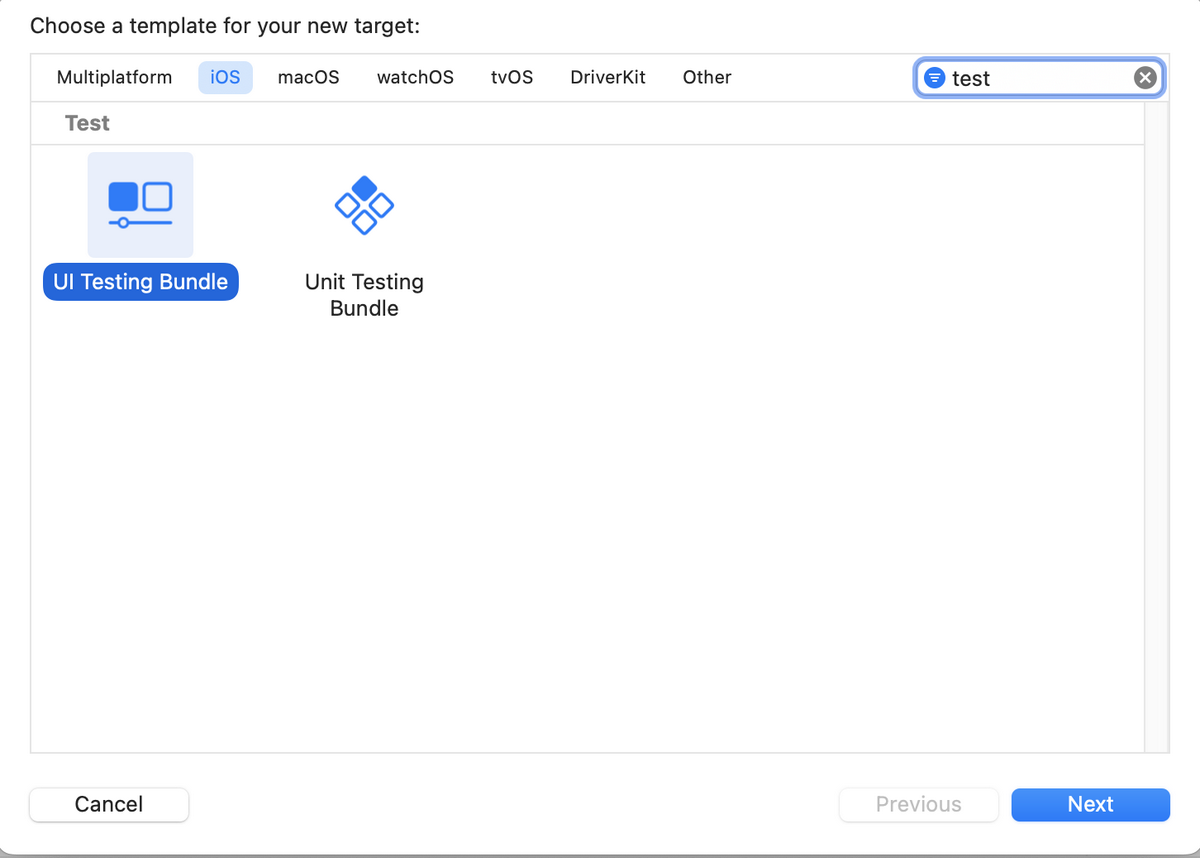 Choose a template for your new target:
Multiplatform iOS macOS watchOS tvOS DriverKit Other test
Test
UI Testing Bundle
Unit Testing
Bundle
Cancel Previous Next